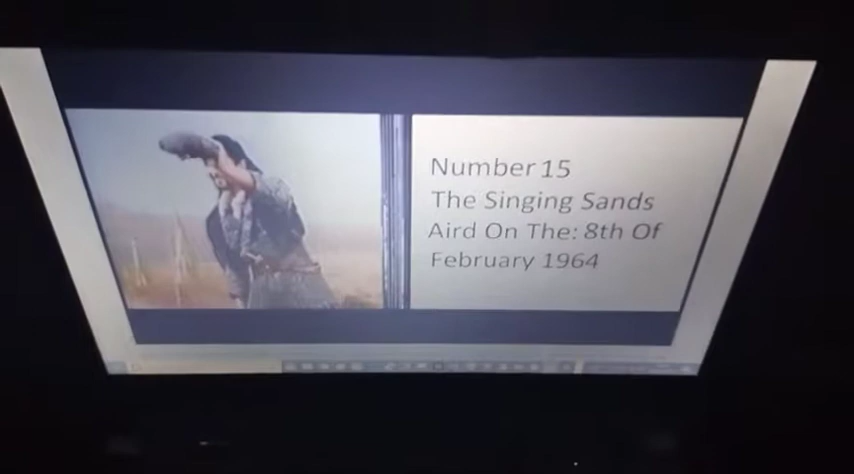 Number 15
The Singing Sands
Aird On The: 8th Of
February 1964